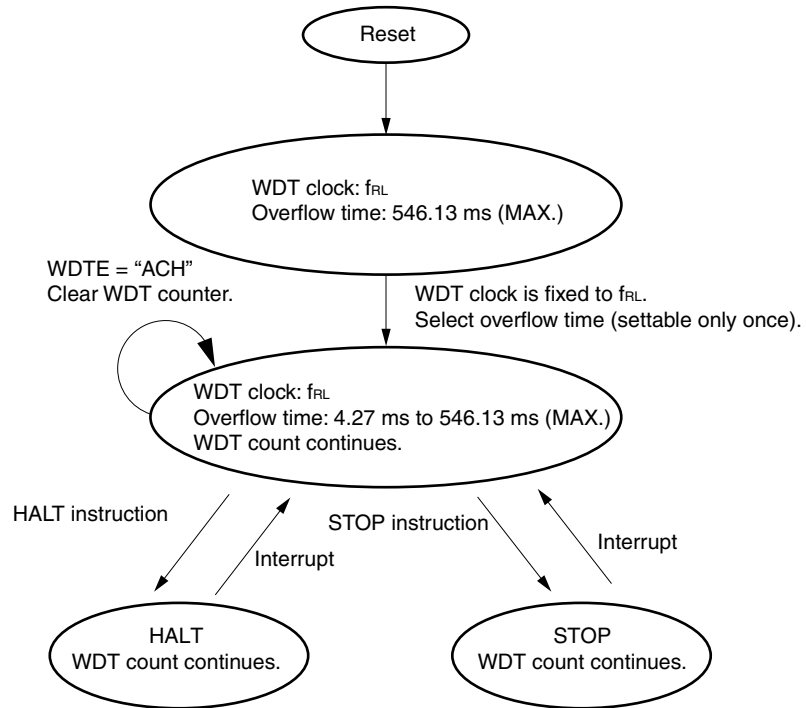 Reset
WDT clock: fRL
Overflow time: 546.13 ms (MAX.)
WDTE = “ACH”
Clear WDT counter.
WDT clock is fixed to fRL.
Select overflow time (settable only once).
WDT clock: fRL
Overflow time: 4.27 ms to 546.13 ms (MAX.)
WDT count continues.
HALT instruction
Interrupt
STOP instruction
Interrupt
HALT
WDT count continues.
STOP
WDT count continues.